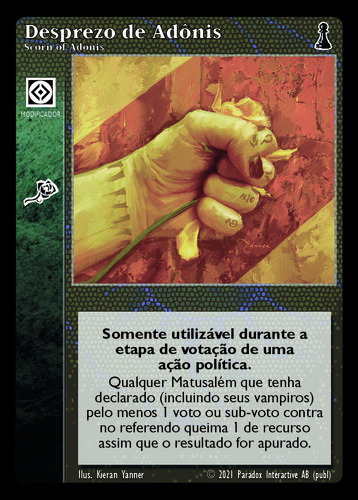 Desprezo de Adônis
Scorn of Adonis
MODIFICADOR
Somente utilizável durante a
etapa de votação de uma
ação política.
Qualquer Matusalém que tenha
declarado (incluindo seus vampiros)
pelo menos 1 voto ou sub-voto contra
no referendo queima 1 de recurso
assim que o resultado for apurado.
Ilus. Kieran Yanner © 2021 Paradox Interactive AB (publ)